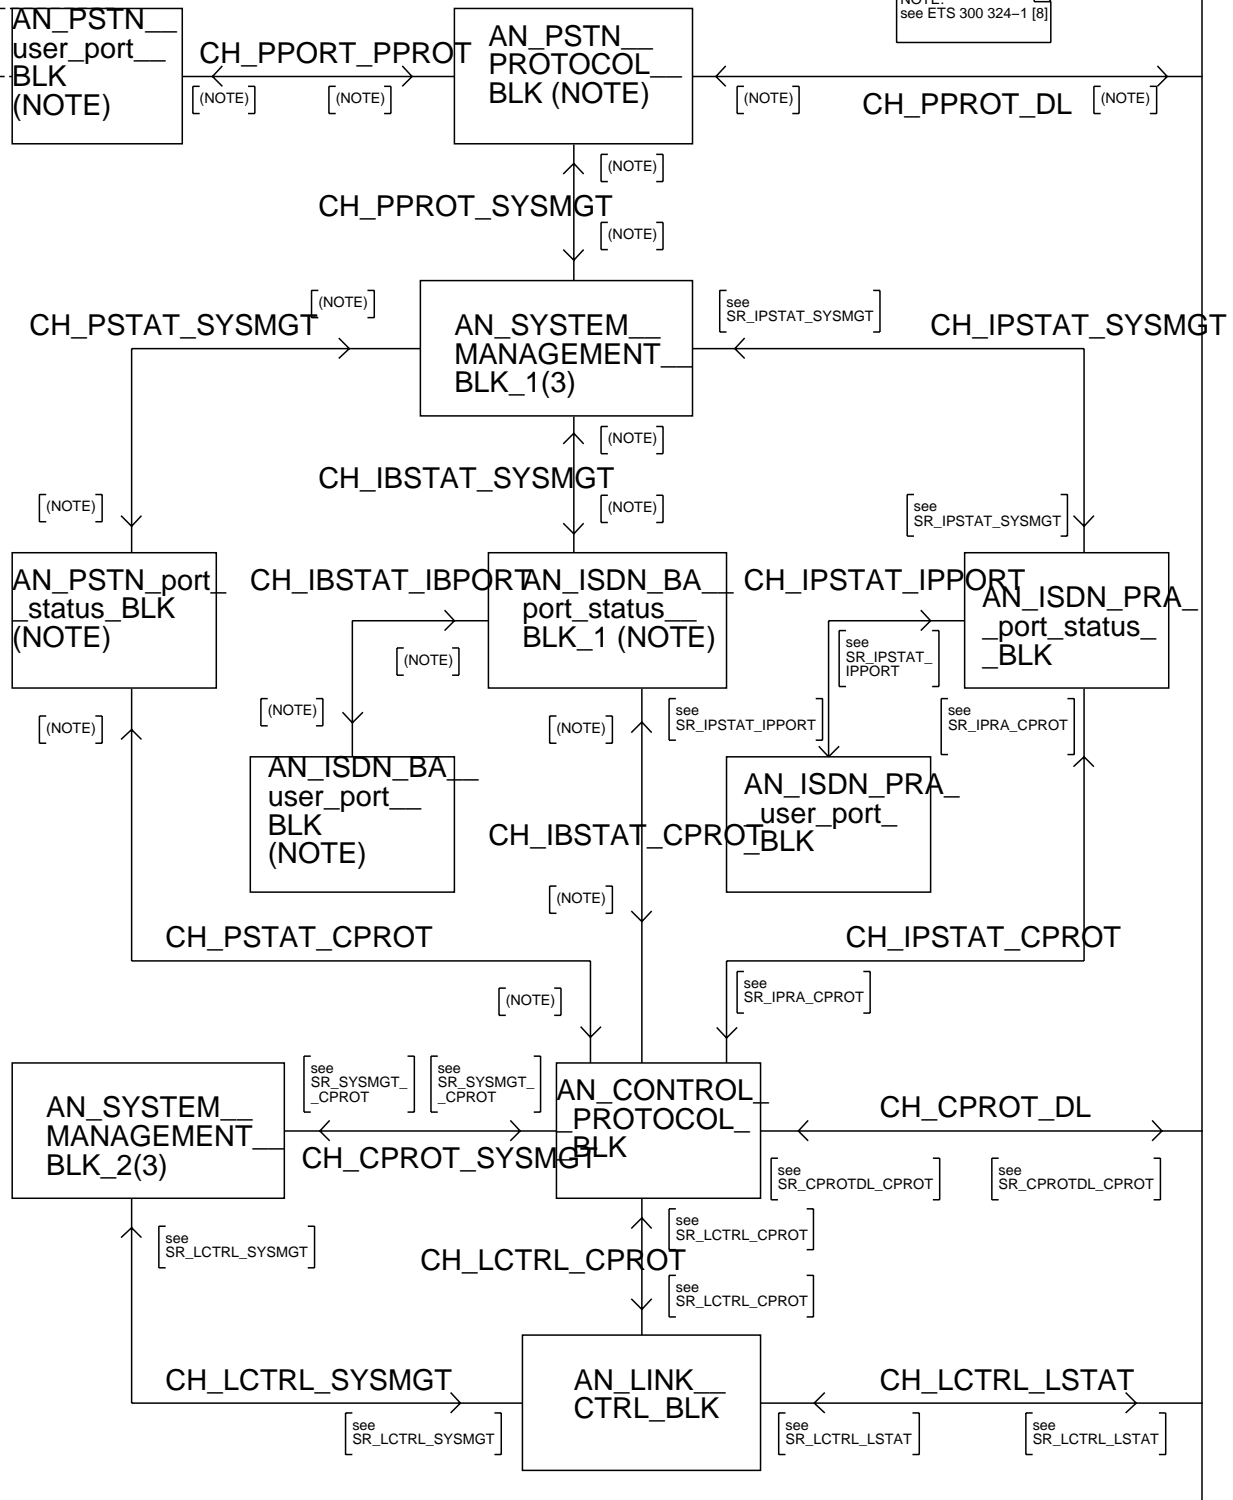 NOTE:
see ETS 300 324–1 [8]
AN_PSTN__
user_port__
BLK
(NOTE)
CH_PPORT_PPROT
(NOTE)
(NOTE)
AN_PSTN__
PROTOCOL__
BLK (NOTE)
(NOTE)
CH_PPROT_DL
(NOTE)
(NOTE)
CH_PPROT_SYSMGT
(NOTE)
CH_PSTAT_SYSMGT
(NOTE)
AN_SYSTEM__
MANAGEMENT__
BLK_1(3)
see
SR_IPSTAT_SYSMGT
CH_IPSTAT_SYSMGT
(NOTE)
CH_IBSTAT_SYSMGT
(NOTE)
(NOTE)
see
SR_IPSTAT_SYSMGT
AN_PSTN_port_
_status_BLK
(NOTE)
CH_IBSTAT_IBPORT
AN_ISDN_BA__
port_status__
BLK_1 (NOTE)
CH_IPSTAT_IPPORT
AN_ISDN_PRA_
_port_status_
_BLK
(NOTE)
see
SR_IPSTAT_
IPPORT
(NOTE)
(NOTE)
(NOTE)
see
SR_IPSTAT_IPPORT
see
SR_IPRA_CPROT
AN_ISDN_BA__
user_port__
BLK
(NOTE)
AN_ISDN_PRA_
_user_port_
_BLK
CH_IBSTAT_CPROT
(NOTE)
CH_PSTAT_CPROT
CH_IPSTAT_CPROT
(NOTE)
see
SR_IPRA_CPROT
AN_SYSTEM__
MANAGEMENT__
BLK_2(3)
see
SR_SYSMGT_
_CPROT
see
SR_SYSMGT_
_CPROT
CH_CPROT_SYSMGT
AN_CONTROL_
_PROTOCOL_
_BLK
CH_CPROT_DL
see
SR_CPROTDL_CPROT
see
SR_CPROTDL_CPROT
see
SR_LCTRL_SYSMGT
see
SR_LCTRL_CPROT
CH_LCTRL_CPROT
see
SR_LCTRL_CPROT
CH_LCTRL_SYSMGT
see
SR_LCTRL_SYSMGT
AN_LINK__
CTRL_BLK
CH_LCTRL_LSTAT
see
SR_LCTRL_LSTAT
see
SR_LCTRL_LSTAT